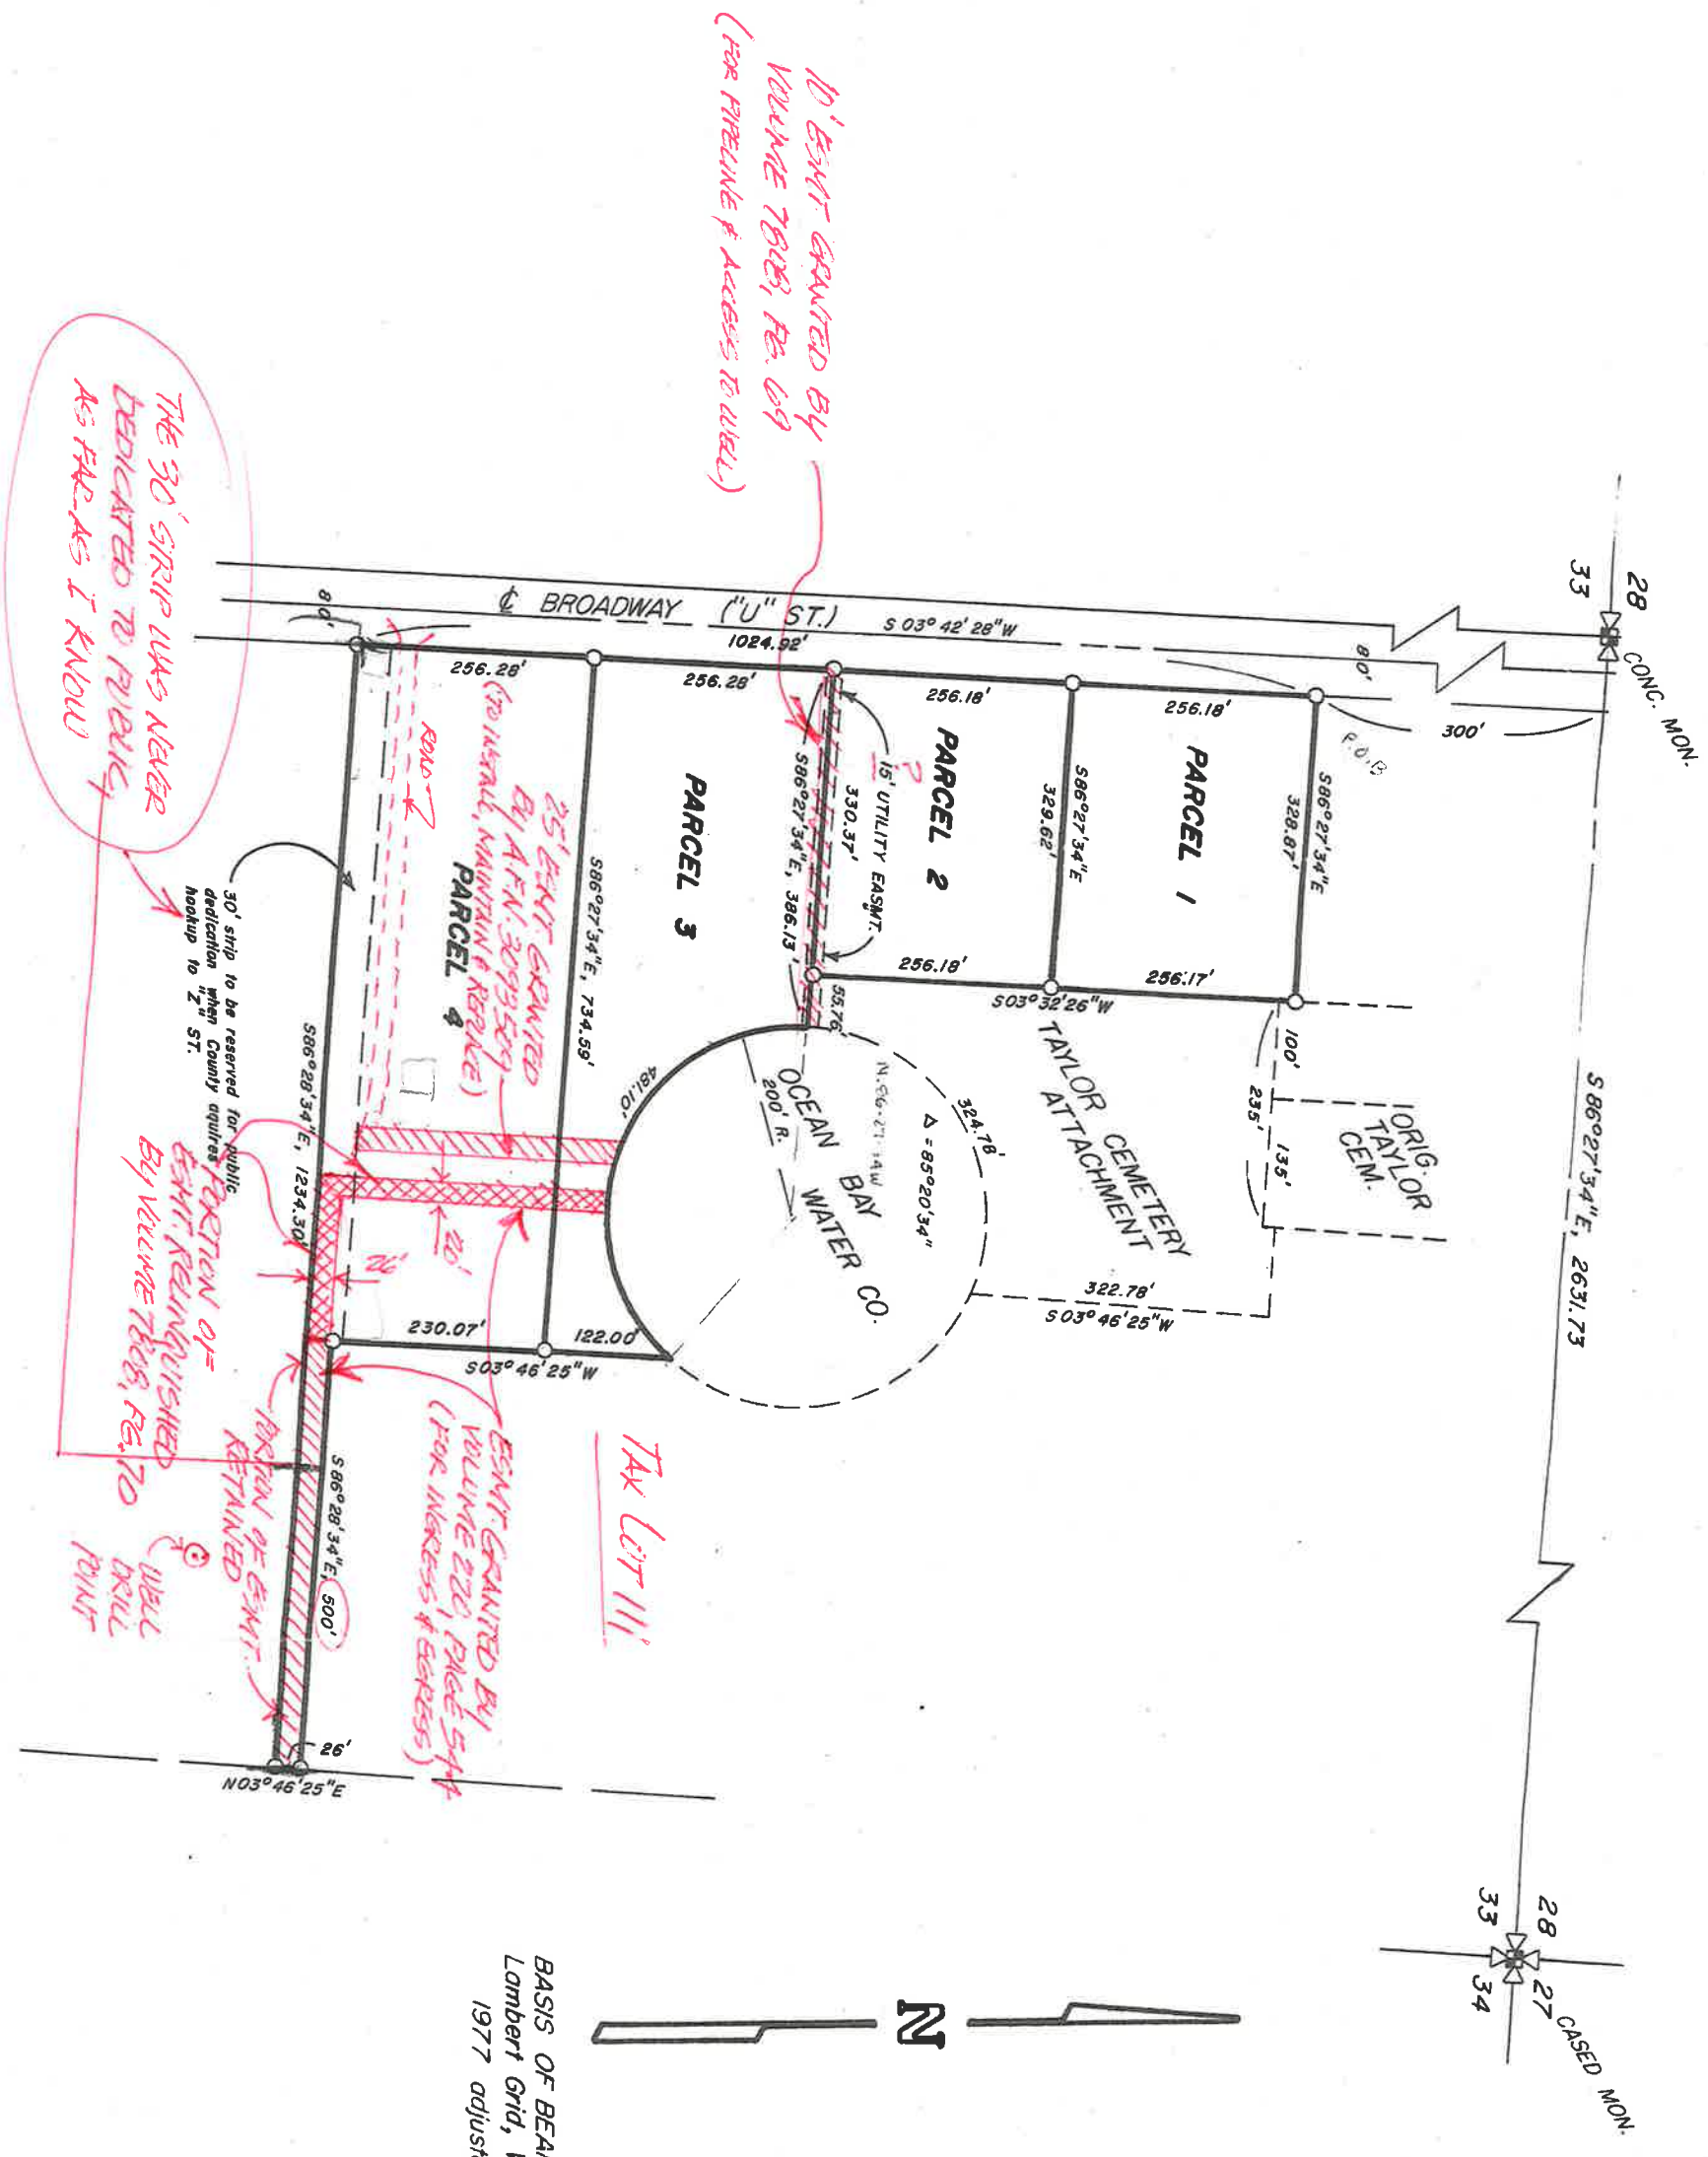 28
33
CONC. MON.
300'
80'
P.O.B
S 86°27'34"E, 2631.73
28
27
33
34
CASED MON.
10' ESMT GRANTED BY
(FOR PIPELINE & ACCESS TO WELL)
℄ BROADWAY ("U" ST.)
S 03°42'28"W
1024.92'
80'
256.18'
256.18'
256.28'
256.28'
S86°27'34"E
328.87'
PARCEL 1
S86°27'34"E
329.62'
PARCEL 2
?
15' UTILITY EASMT.
330.37'
S86°27'34"E, 386.13'
55.76'
256.18'
256.17'
S03°32'26"W
PARCEL 3
S86°27'34"E, 734.59'
ORIG.
TAYLOR
CEM.
100'
235'
135'
TAYLOR CEMETERY
ATTACHMENT
322.78'
S03°46'25"W
324.78'
Δ = 85°20'34"
OCEAN BAY
WATER CO.
200' R.
481.10'
25' ESMT. GRANTED
BY A.F.N. 3093509
(TO INSTALL, MAINTAIN & REPLACE)
PARCEL 4
ROAD
20'
230.07'
122.00'
S03°46'25"W
TAX LOT 111
ESMT. GRANTED BY
VOLUME 220, PAGE 544
(FOR INGRESS & EGRESS)
S86°28'34"E, 1234.30'
S86°28'34"E, 500'
26'
N03°46'25"E
30' strip to be reserved for public
dedication when County aquires
hookup to "Z" ST.
THE 30' STRIP WAS NEVER
DEDICATED TO PUBLIC,
AS FAR AS I KNOW
PORTION OF
ESMT. RELINQUISHED
BY VOLUME 7808, PG. 70
PORTION OF ESMT.
RETAINED
WELL
DRILL
POINT
N
BASIS OF
Lambert Grid,
1977